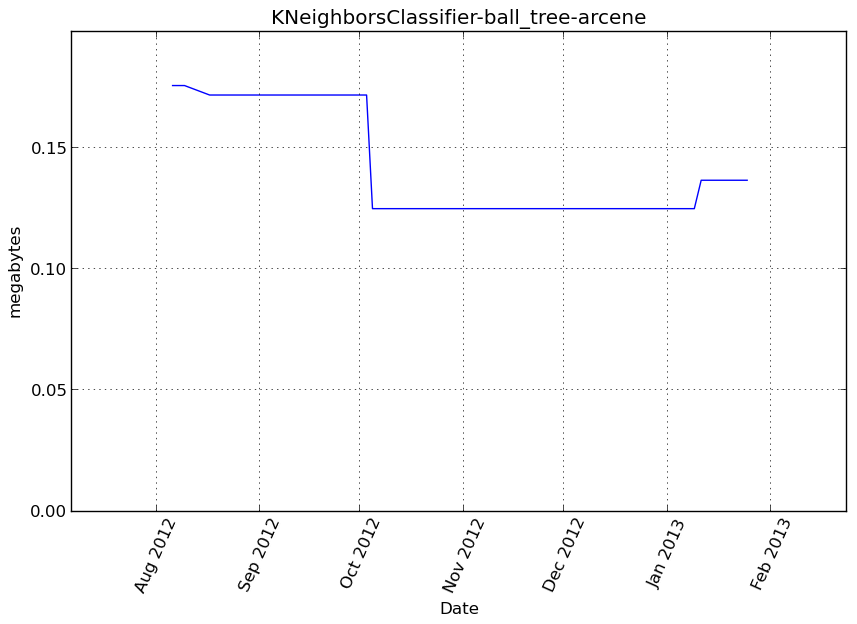 KNeighborsClassifier-ball_tree-arcene
megabytes
0.15
0.10
0.05
0.00
Aug 2012
Sep 2012
Oct 2012
Nov 2012
Dec 2012
Jan 2013
Feb 2013
Date